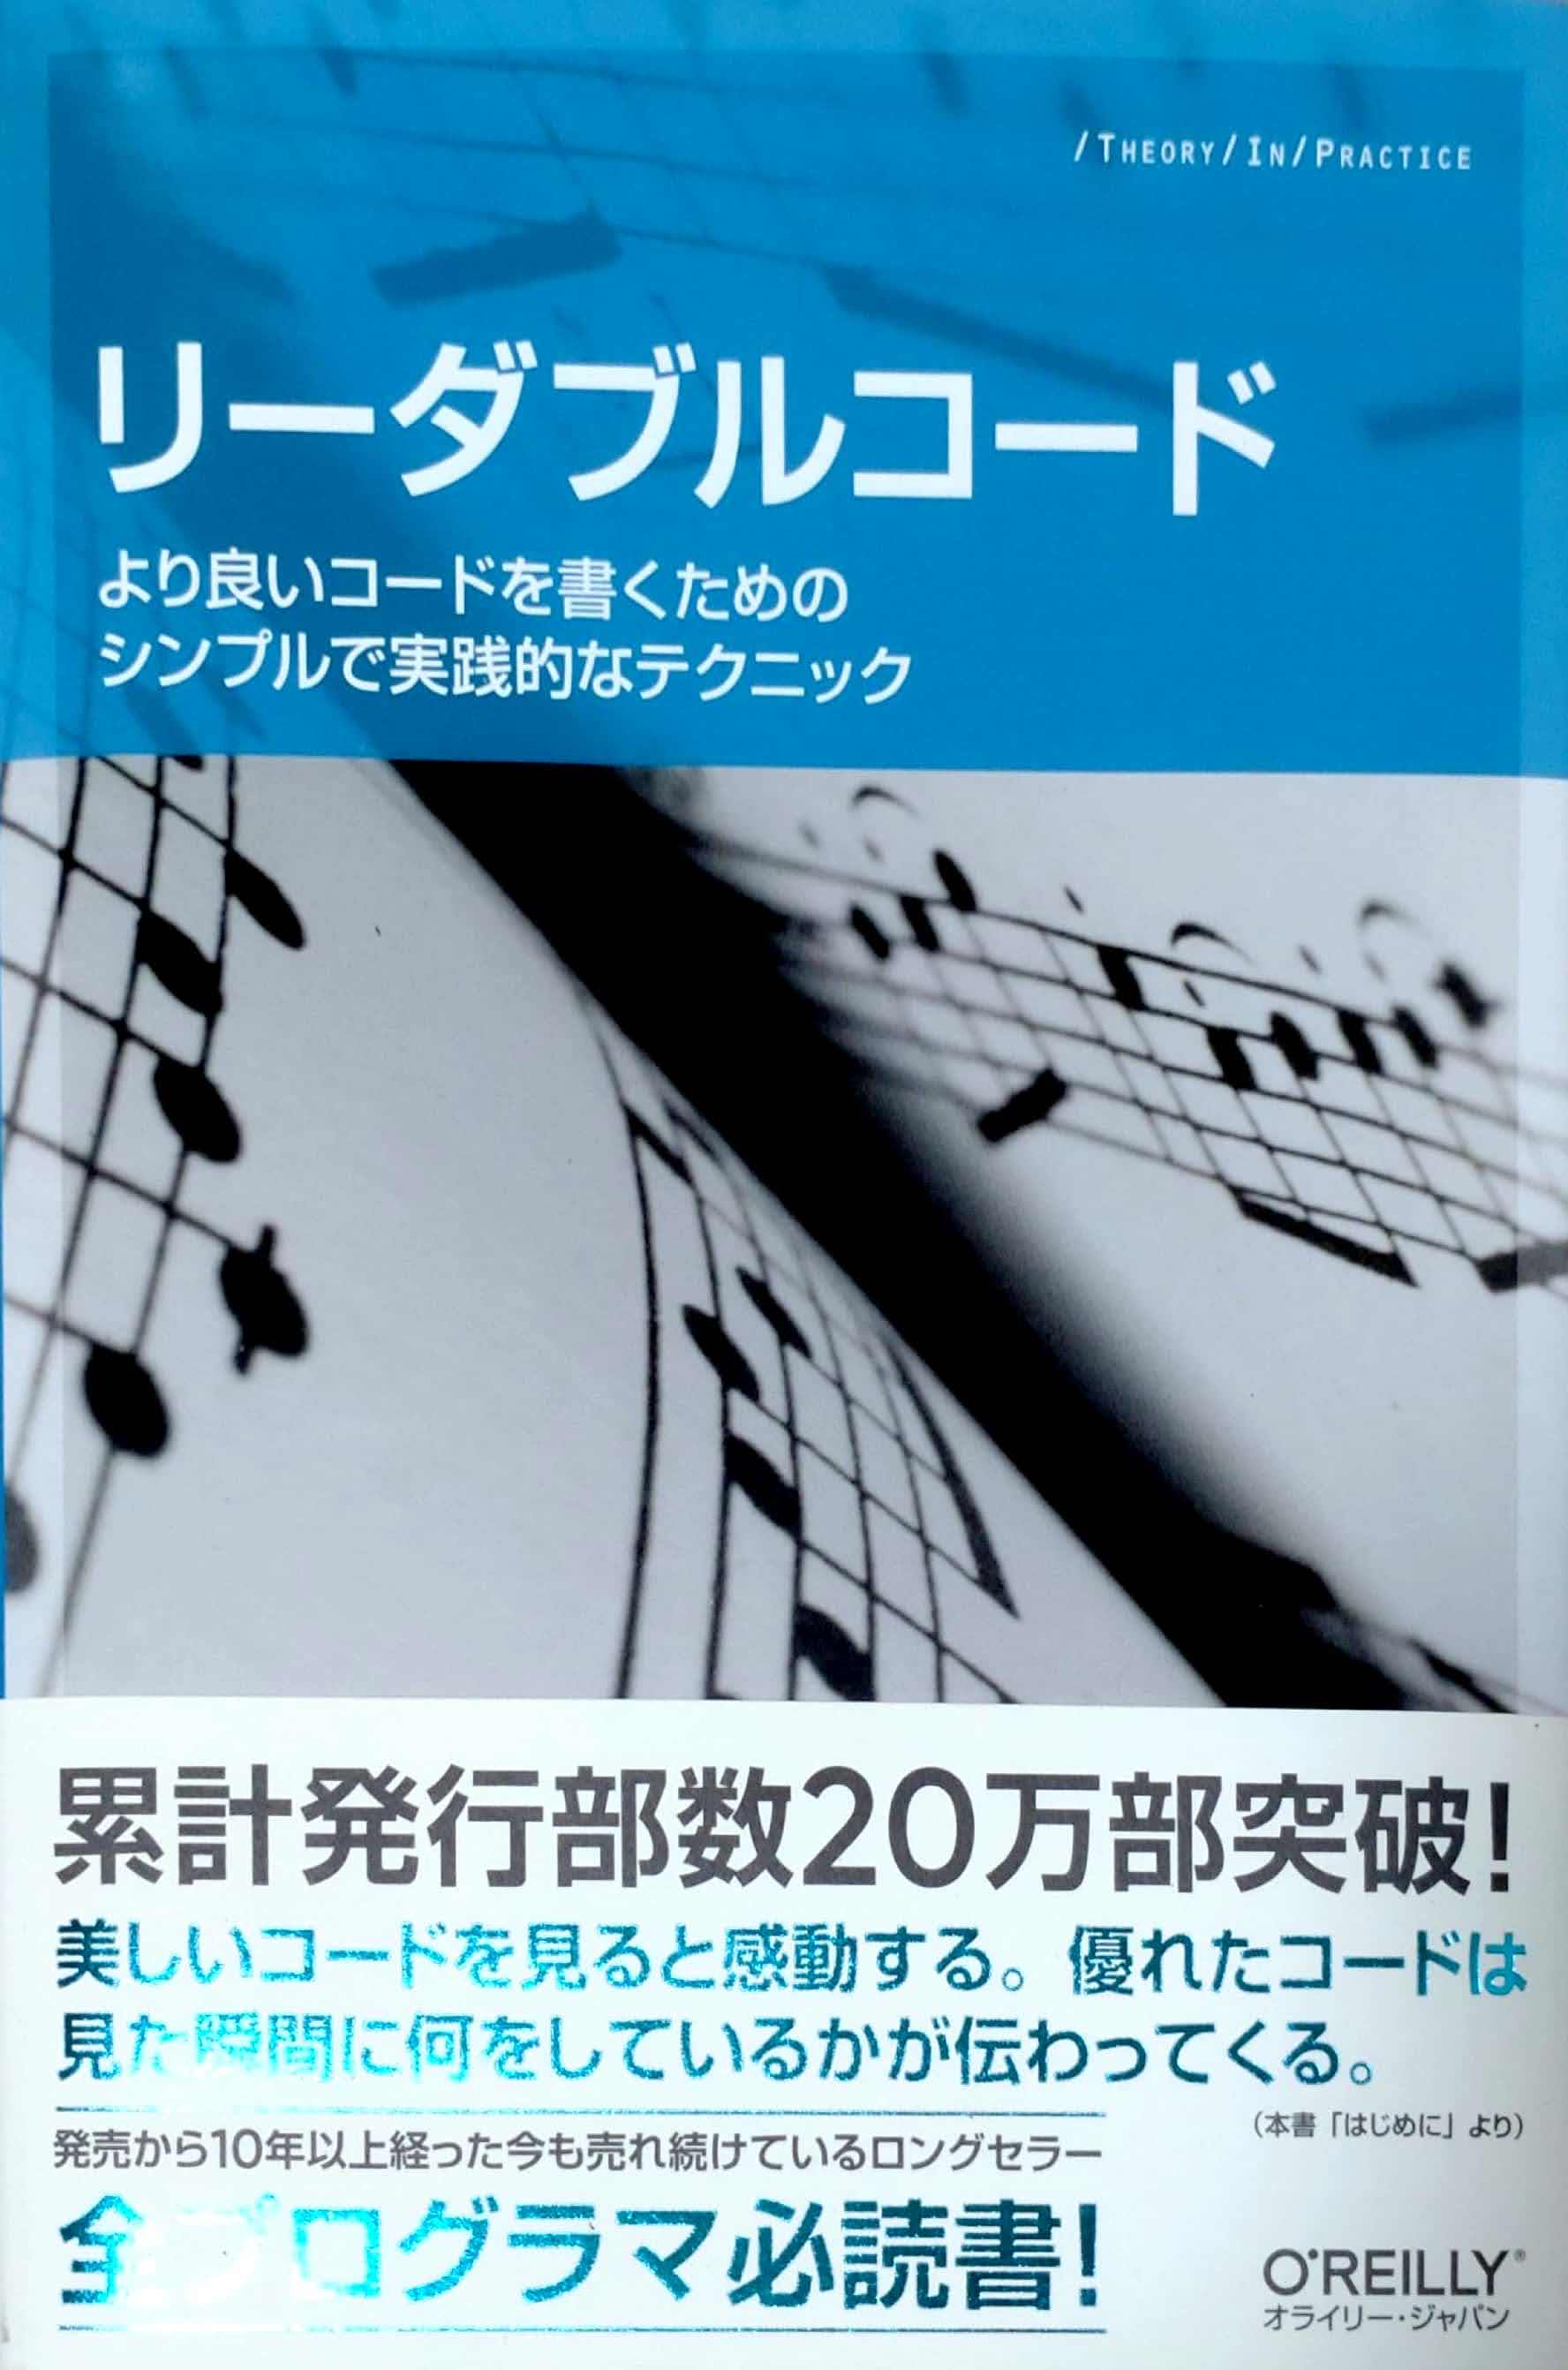 /THEORY/IN/PRACTICE
リーダブルコード
より良いコードを書くための
シンプルで実践的なテクニック
累計発行部数20万部突破!
美しいコードを見ると感動する。優れたコードは
見た瞬間に何をしているかが伝わってくる。
(本書「はじめに」より)
発売から10年以上経った今も売れ続けているロングセラー
全プログラマ必読書!
O'REILLY®
オライリー・ジャパン